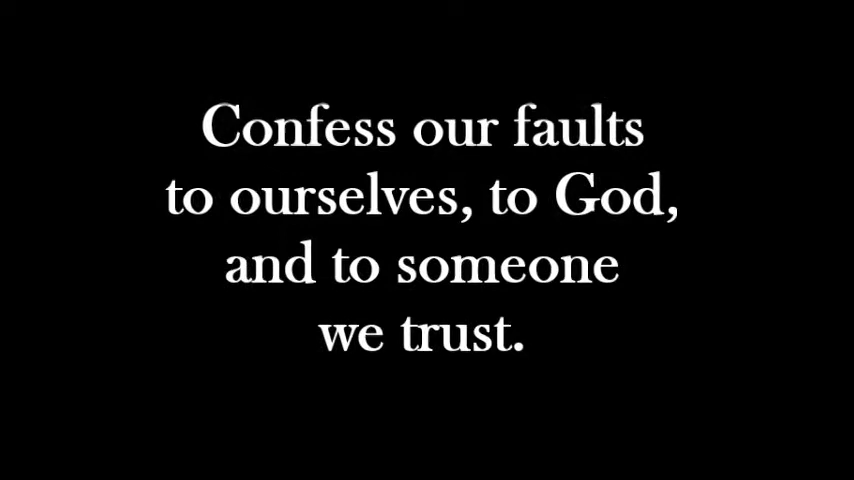 Confess our faults
to ourselves, to God,
and to someone
we trust.